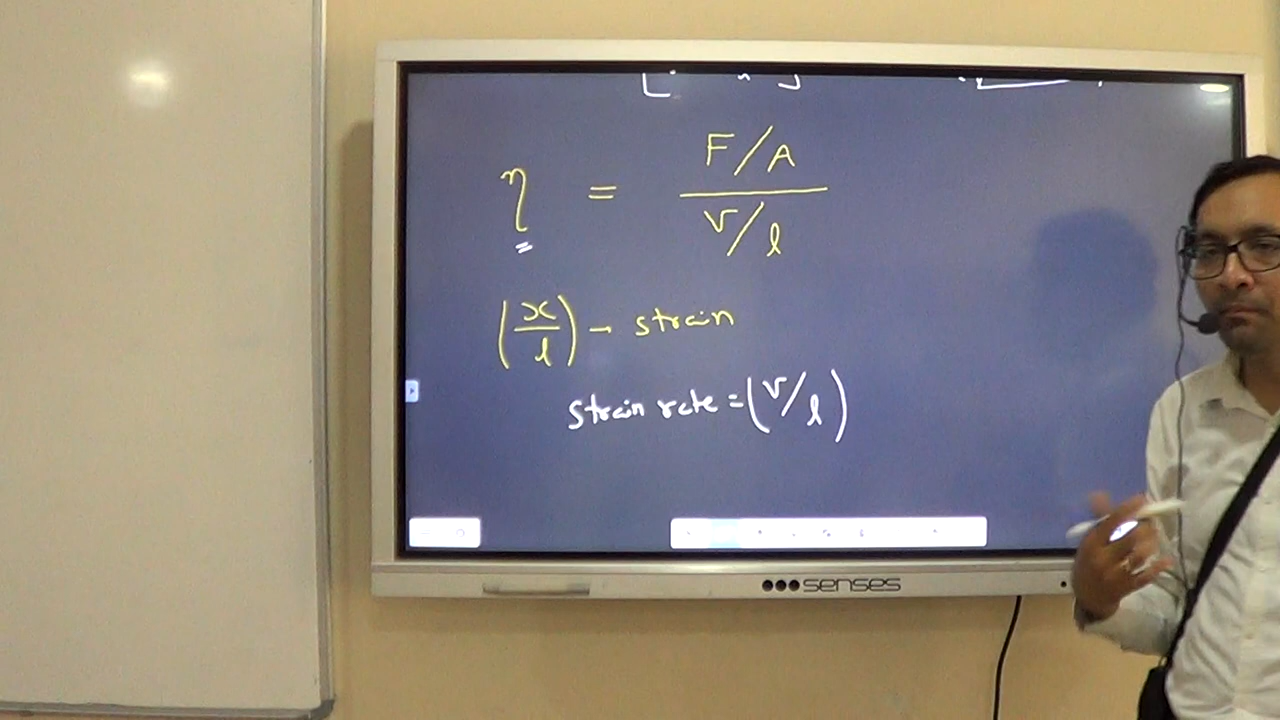 η = (F/A)/(v/l)
(x/l) → strain
strain rate = (v/l)
senses